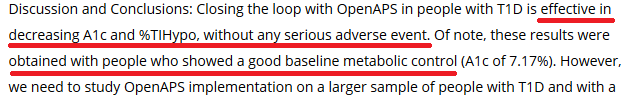 Discussion and Conclusions: Closing the loop with OpenAPS in people with T1D is effective in
decreasing A1c and %TIHypo, without any serious adverse event. Of note, these results were
obtained with people who showed a good baseline metabolic control (A1c of 7.17%). However,
we need to study OpenAPS implementation on a larger sample of people with T1D and with a